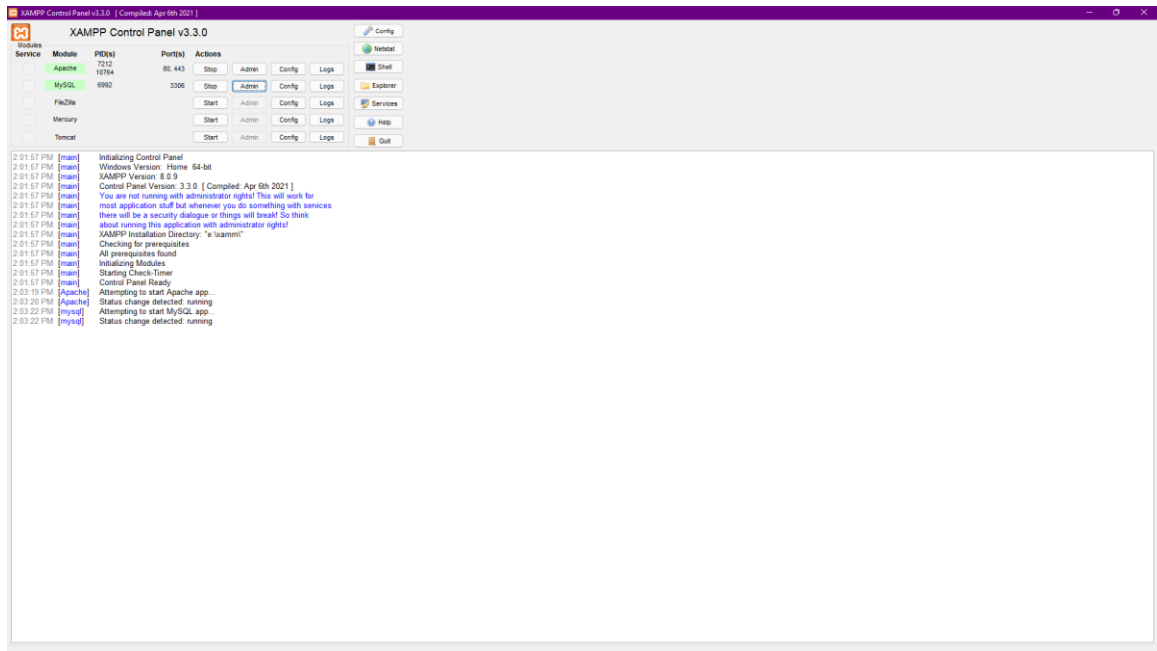 XAMPP Control Panel v3.3.0 [ Compiled: Apr 6th 2021 ]
XAMPP Control Panel v3.3.0
Config
Modules
Service Module PID(s) Port(s) Actions
Netstat
Apache 7212 10764 80, 443 Stop Admin Config Logs
Shell
MySQL 6992 3306 Stop Admin Config Logs
Explorer
FileZilla Start Admin Config Logs
Services
Mercury Start Admin Config Logs
Help
Tomcat Start Admin Config Logs
Quit
2:01:57 PM [main] Initializing Control Panel
2:01:57 PM [main] Windows Version: Home 64-bit
2:01:57 PM [main] XAMPP Version: 8.0.9
2:01:57 PM [main] Control Panel Version: 3.3.0 [ Compiled: Apr 6th 2021 ]
2:01:57 PM [main] You are not running with administrator rights! This will work for
2:01:57 PM [main] most application stuff but whenever you do something with services
2:01:57 PM [main] there will be a security dialogue or things will break! So think
2:01:57 PM [main] about running this application with administrator rights!
2:01:57 PM [main] XAMPP Installation Directory: "e:\xamm\"
2:01:57 PM [main] Checking for prerequisites
2:01:57 PM [main] All prerequisites found
2:01:57 PM [main] Initializing Modules
2:01:57 PM [main] Starting Check-Timer
2:01:57 PM [main] Control Panel Ready
2:03:19 PM [Apache] Attempting to start Apache app...
2:03:20 PM [Apache] Status change detected: running
2:03:22 PM [mysql] Attempting to start MySQL app...
2:03:22 PM [mysql] Status change detected: running